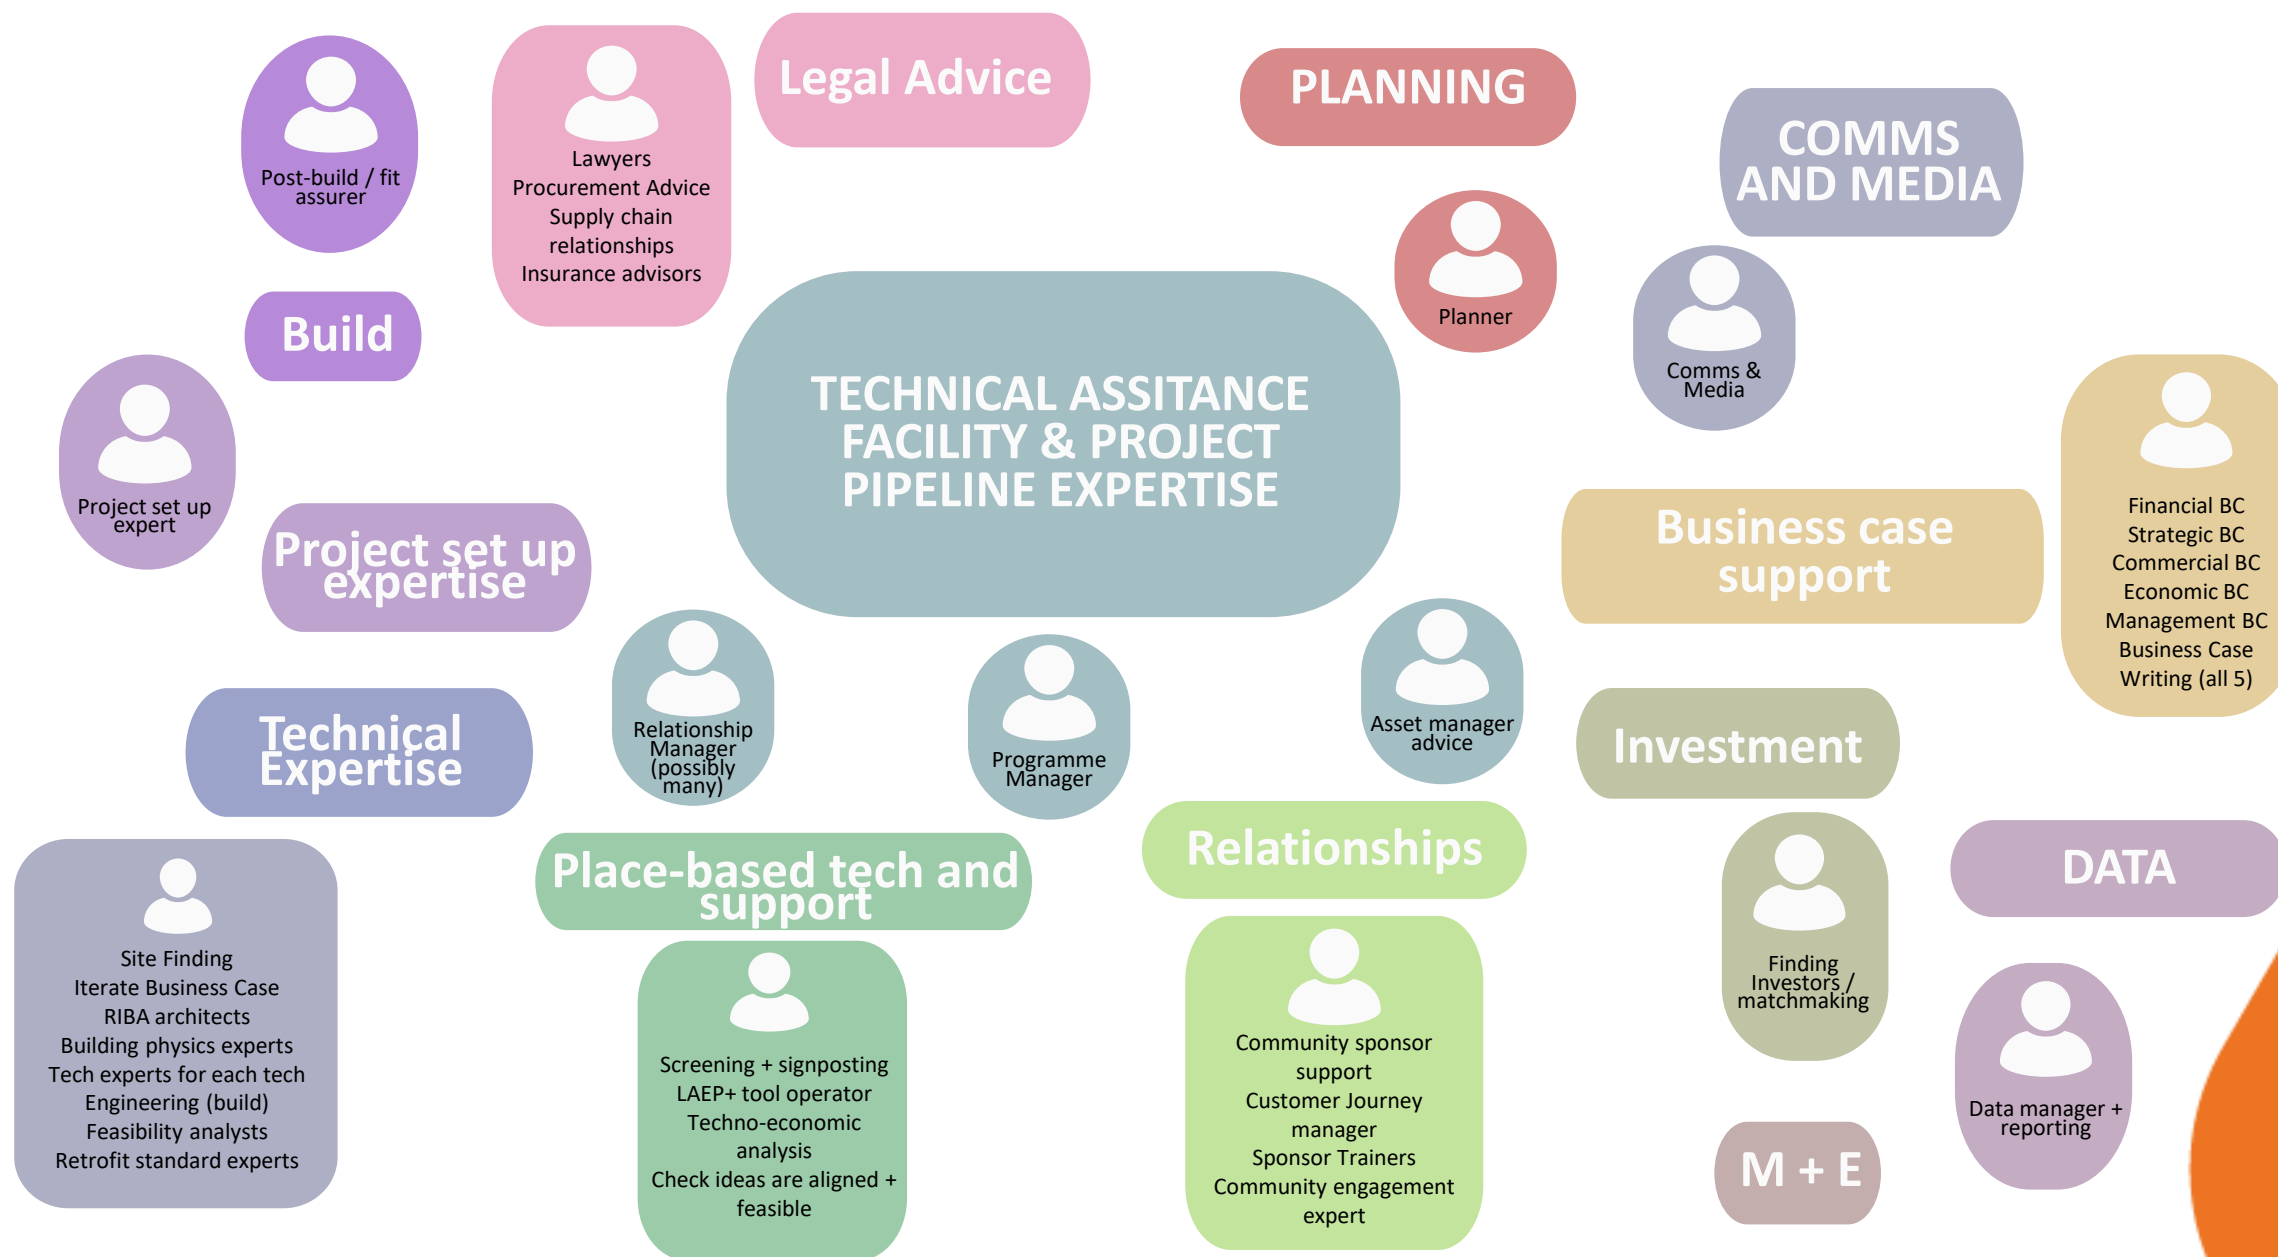 Legal Advice
PLANNING
COMMS
AND MEDIA
Post-build / fit
assurer
Lawyers
Procurement Advice
Supply chain
relationships
Insurance advisors
Build
Planner
Comms &
Media
TECHNICAL ASSITANCE
FACILITY & PROJECT
PIPELINE EXPERTISE
Project set up
expert
Project set up
expertise
Business case
support
Financial BC
Strategic BC
Commercial BC
Economic BC
Management BC
Business Case
Writing (all 5)
Technical
Expertise
Relationship
Manager
(possibly
many)
Programme
Manager
Asset manager
advice
Investment
Place-based tech and
support
Relationships
DATA
Site Finding
Iterate Business Case
RIBA architects
Building physics experts
Tech experts for each tech
Engineering (build)
Feasibility analysts
Retrofit standard experts
Screening + signposting
LAEP+ tool operator
Techno-economic
analysis
Check ideas are aligned +
feasible
Community sponsor
support
Customer Journey
manager
Sponsor Trainers
Community engagement
expert
Finding
Investors /
matchmaking
Data manager +
reporting
M + E